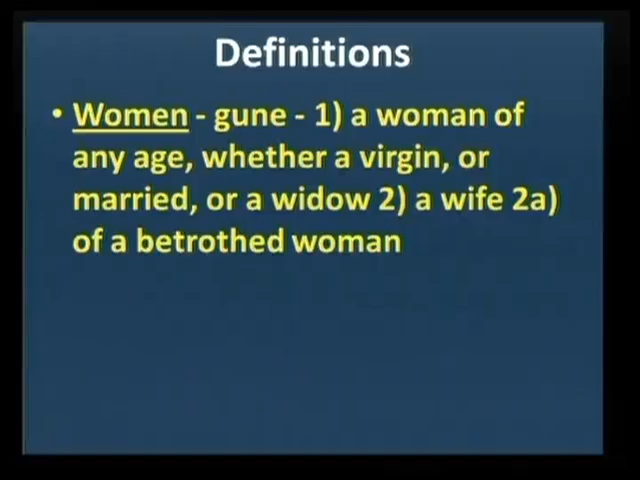 Definitions
• Women - gune - 1) a woman of
any age, whether a virgin, or
married, or a widow 2) a wife 2a)
of a betrothed woman